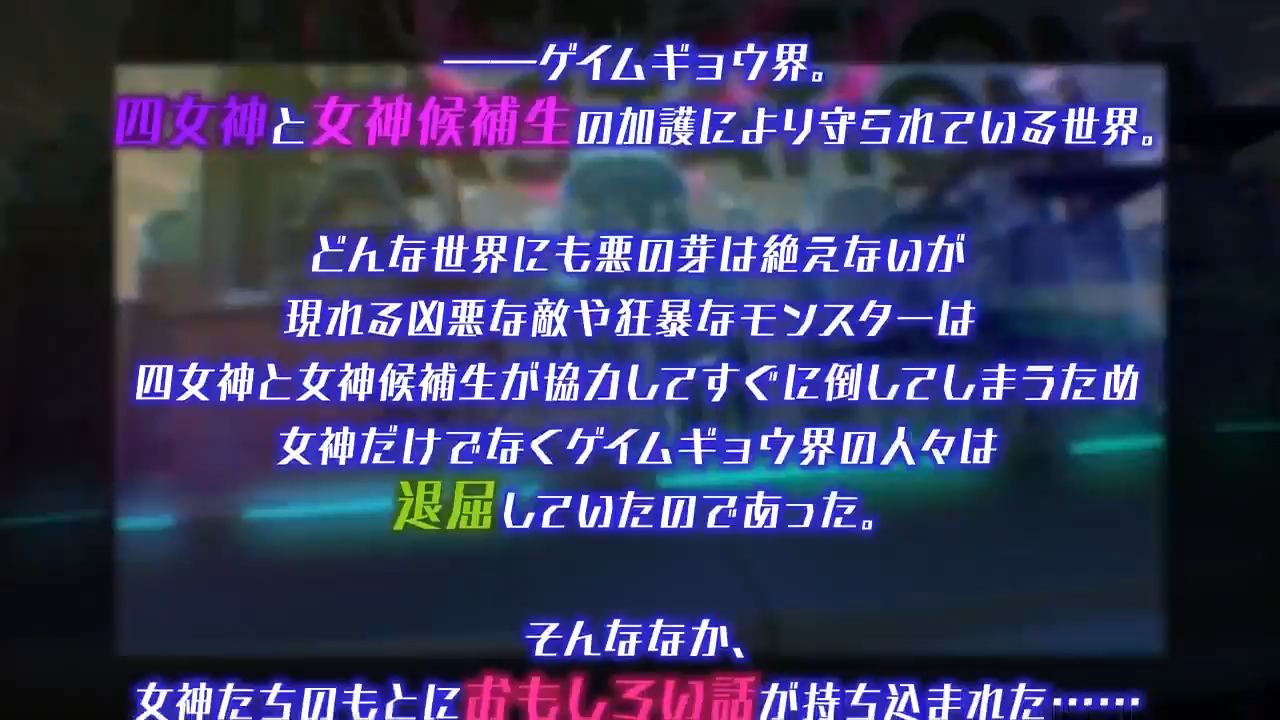 ――ゲイムギョウ界。
四女神と女神候補生の加護により守られている世界。
どんな世界にも悪の芽は絶えないが
現れる凶悪な敵や狂暴なモンスターは
四女神と女神候補生が協力してすぐに倒してしまうため
女神だけでなくゲイムギョウ界の人々は
退屈していたのであった。
そんななか、
女神たちのもとにおもしろい話が持ち込まれた……